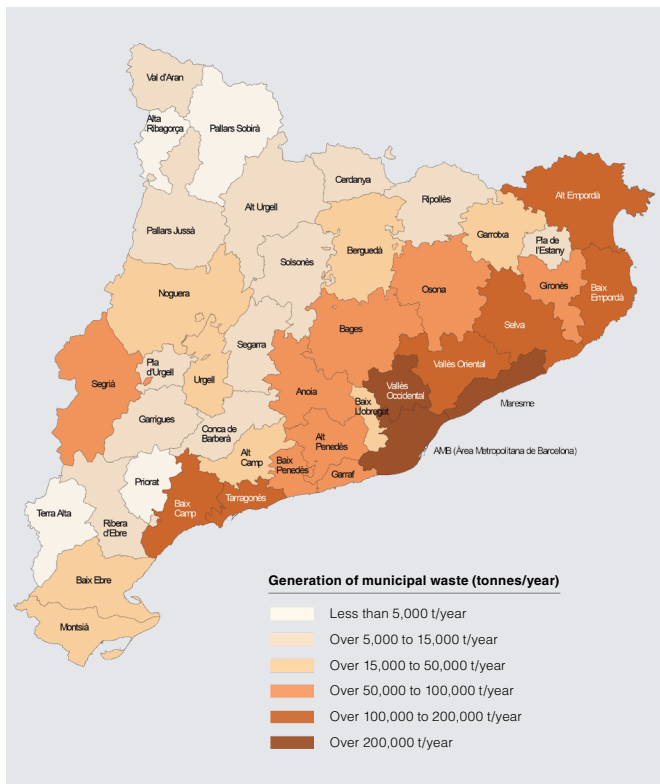 Val d'Aran
Alta
Ribagorça
Pallars Sobirà
Cerdanya
Alt Empordà
Ripollès
Alt Urgell
Pallars Jussà
Garrotxa
Berguedà
Pla de
l'Estany
Solsonès
Gironès
Osona
Baix
Empordà
Noguera
Bages
Selva
Segarra
Pla
d'Urgell
Vallès Oriental
Segrià
Urgell
Vallès
Occidental
Anoia
Maresme
Baix
Llobregat
Garrigues
Conca de
Barberà
Alt
Penedès
AMB (Àrea Metropolitana de Barcelona)
Alt
Camp
Baix
Penedès
Garraf
Priorat
Tarragonès
Baix
Camp
Terra Alta
Ribera
d'Ebre
Baix Ebre
Montsià
Generation of municipal waste (tonnes/year)
Less than 5,000 t/year
Over 5,000 to 15,000 t/year
Over 15,000 to 50,000 t/year
Over 50,000 to 100,000 t/year
Over 100,000 to 200,000 t/year
Over 200,000 t/year